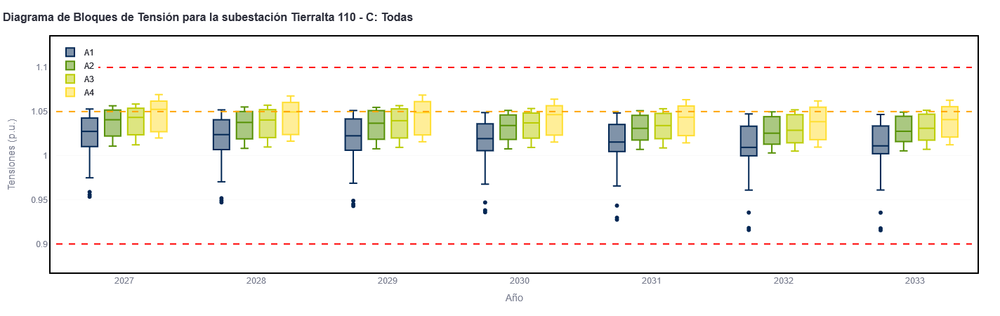 Diagrama de Bloques de Tensión para la subestación Tierralta 110 - C: Todas
A1
A2
A3
A4
1.1
1.05
1
0.95
0.9
Tensiones (p.u.)
2027 2028 2029 2030 2031 2032 2033
Año